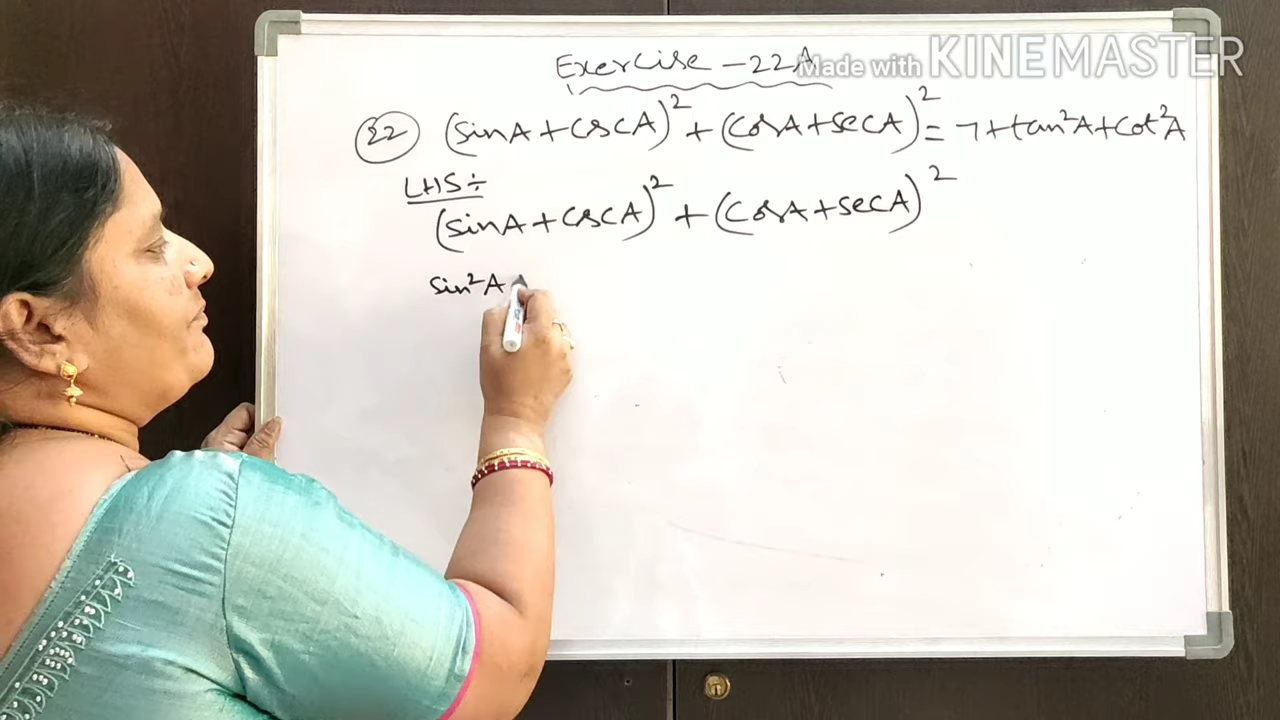 Exercise - 22A
Made with KINEMASTER
22 (sinA + cscA)² + (cosA + secA)² = 7 + tan²A + cot²A
LHS ÷
(sinA + cscA)² + (cosA + secA)²
sin²A